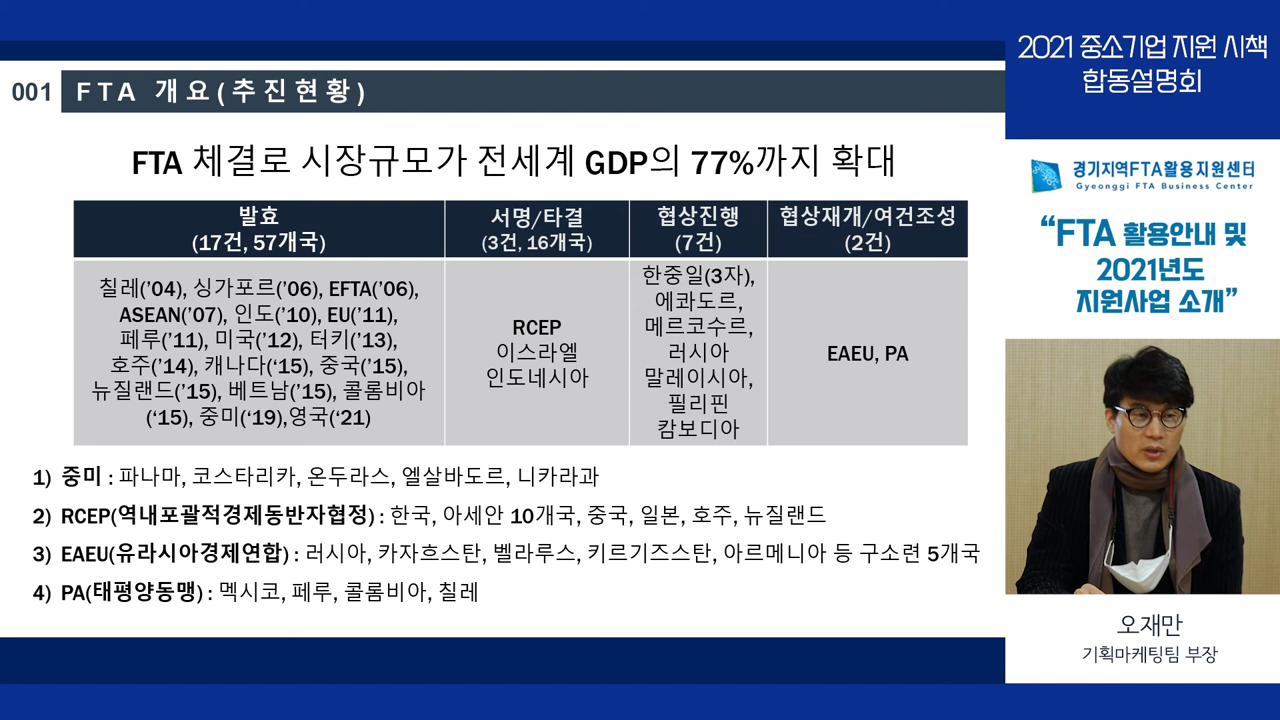 001
FTA 개요(추진현황)
FTA 체결로 시장규모가 전세계 GDP의 77%까지 확대
발효
(17건, 57개국)
서명/타결
(3건, 16개국)
협상진행
(7건)
협상재개/여건조성
(2건)
칠레(’04), 싱가포르(’06), EFTA(’06),
ASEAN(’07), 인도(’10), EU(’11),
페루(’11), 미국(’12), 터키(’13),
호주(’14), 캐나다(‘15), 중국(’15),
뉴질랜드(’15), 베트남(’15), 콜롬비아
(‘15), 중미(‘19),영국(‘21)
RCEP
이스라엘
인도네시아
한중일(3자),
에콰도르,
메르코수르,
러시아
말레이시아,
필리핀
캄보디아
EAEU, PA
1) 중미 : 파나마, 코스타리카, 온두라스, 엘살바도르, 니카라과
2) RCEP(역내포괄적경제동반자협정) : 한국, 아세안 10개국, 중국, 일본, 호주, 뉴질랜드
3) EAEU(유라시아경제연합) : 러시아, 카자흐스탄, 벨라루스, 키르기즈스탄, 아르메니아 등 구소련 5개국
4) PA(태평양동맹) : 멕시코, 페루, 콜롬비아, 칠레
2021 중소기업 지원 시책
합동설명회
경기지역FTA활용지원센터
Gyeonggi FTA Business Center
“FTA 활용안내 및
2021년도
지원사업 소개”
오재만
기획마케팅팀 부장